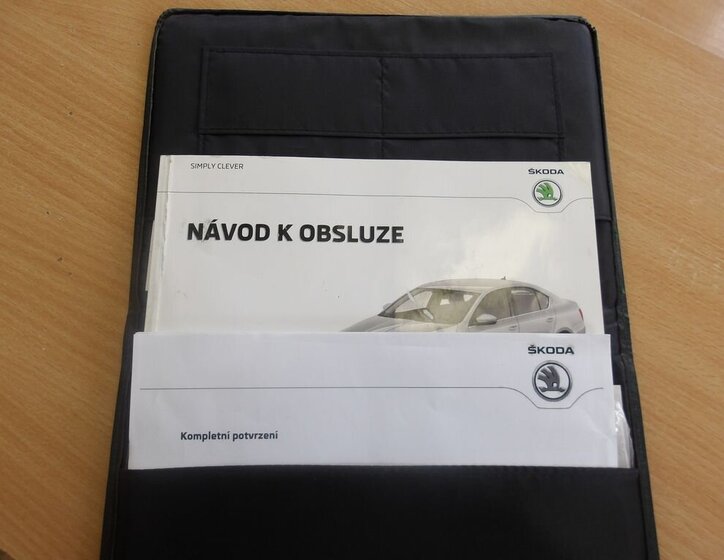 SIMPLY CLEVER
ŠKODA
NÁVOD K OBSLUZE
ŠKODA
Kompletní potvrzení